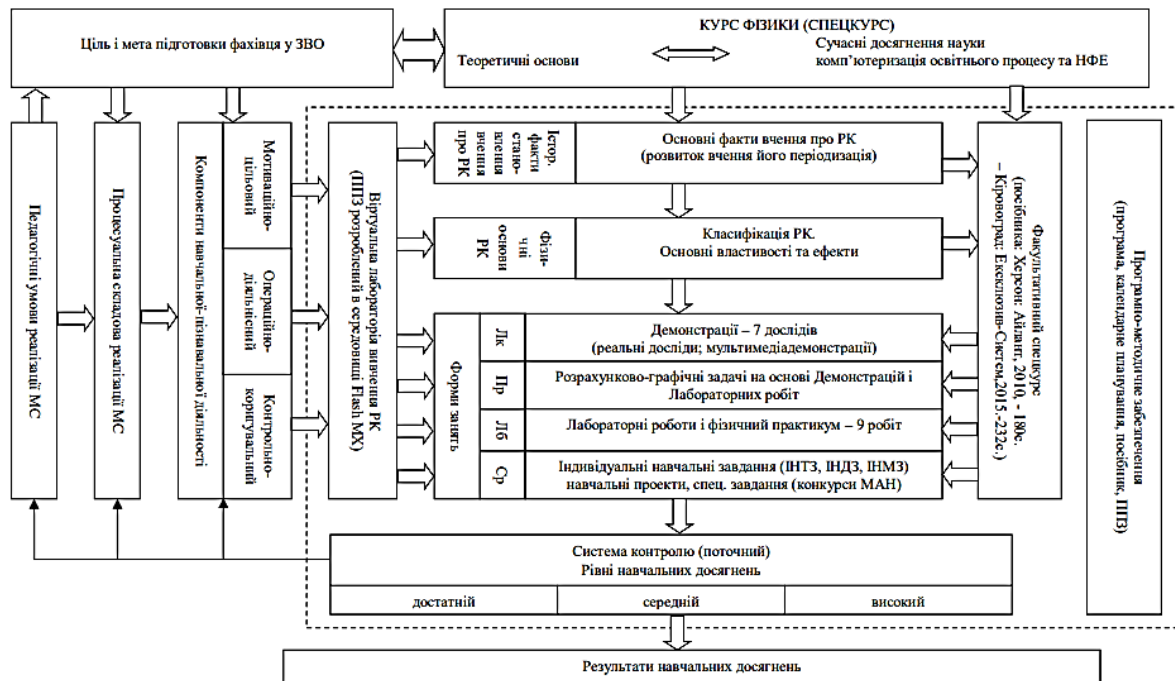 Ціль і мета підготовки фахівця у ЗВО
КУРС ФІЗИКИ (СПЕЦКУРС)
Теоретичні основи
Сучасні досягнення науки
комп’ютеризація освітнього процесу та НФЕ
Педагогічні умови реалізації МС
Процесуальна складова реалізації МС
Компоненти навчальної-пізнавальної діяльності
Мотиваційно-
цільовий
Операційно-
діяльнісний
Контрольно-
коригувальний
Віртуальна лабораторія вивчення РК
(ППЗ розроблений в середовищі Flash MX)
Істор.
факти
стано-
влення
вчення
про РК
Основні факти вчення про РК
(розвиток вчення його періодизація)
Фізи-
чні
основи
РК
Класифікація РК.
Основні властивості та ефекти
Форми занять
Лк
Демонстрації – 7 дослідів
(реальні досліди; мультимедіадемонстрації)
Пр
Розрахунково-графічні задачі на основі Демонстрацій і
Лабораторних робіт
Лб
Лабораторні роботи і фізичний практикум – 9 робіт
Ср
Індивідуальні навчальні завдання (ІНТЗ, ІНДЗ, ІНМЗ)
навчальні проекти, спец. завдання (конкурси МАН)
Факультативний спецкурс
(посібника: Херсон: Айлант, 2010, - 180с.
– Кіровоград: Ексклюзив-Систем,2015.-232с.)
Програмно-методичне забезпечення
(програма, календарне планування, посібник, ППЗ)
Система контролю (поточний)
Рівні навчальних досягнень
достатній
середній
високий
Результати навчальних досягнень